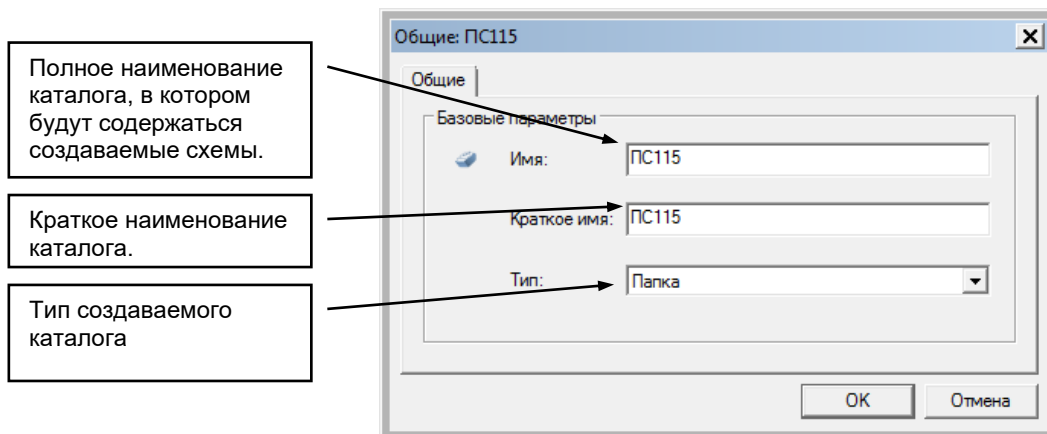 Полное наименование
каталога, в котором
будут содержаться
создаваемые схемы.
Краткое наименование
каталога.
Тип создаваемого
каталога
Общие: ПС115
Общие
Базовые параметры
Имя: ПС115
Краткое имя: ПС115
Тип: Папка
OK Отмена